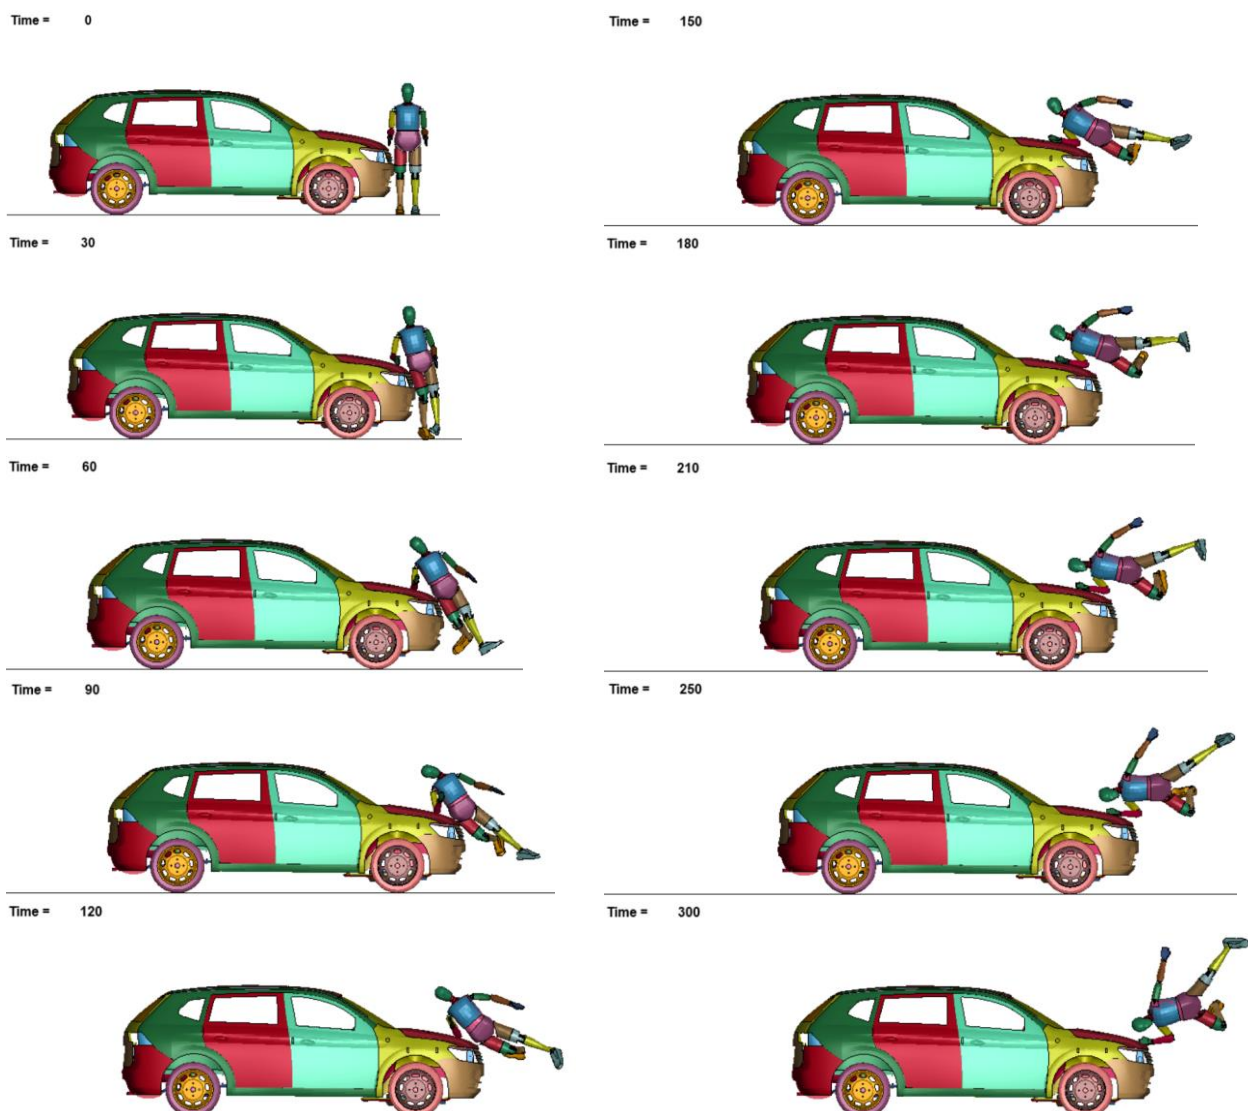 Time = 0
Time = 30
Time = 60
Time = 90
Time = 120
Time = 150
Time = 180
Time = 210
Time = 250
Time = 300